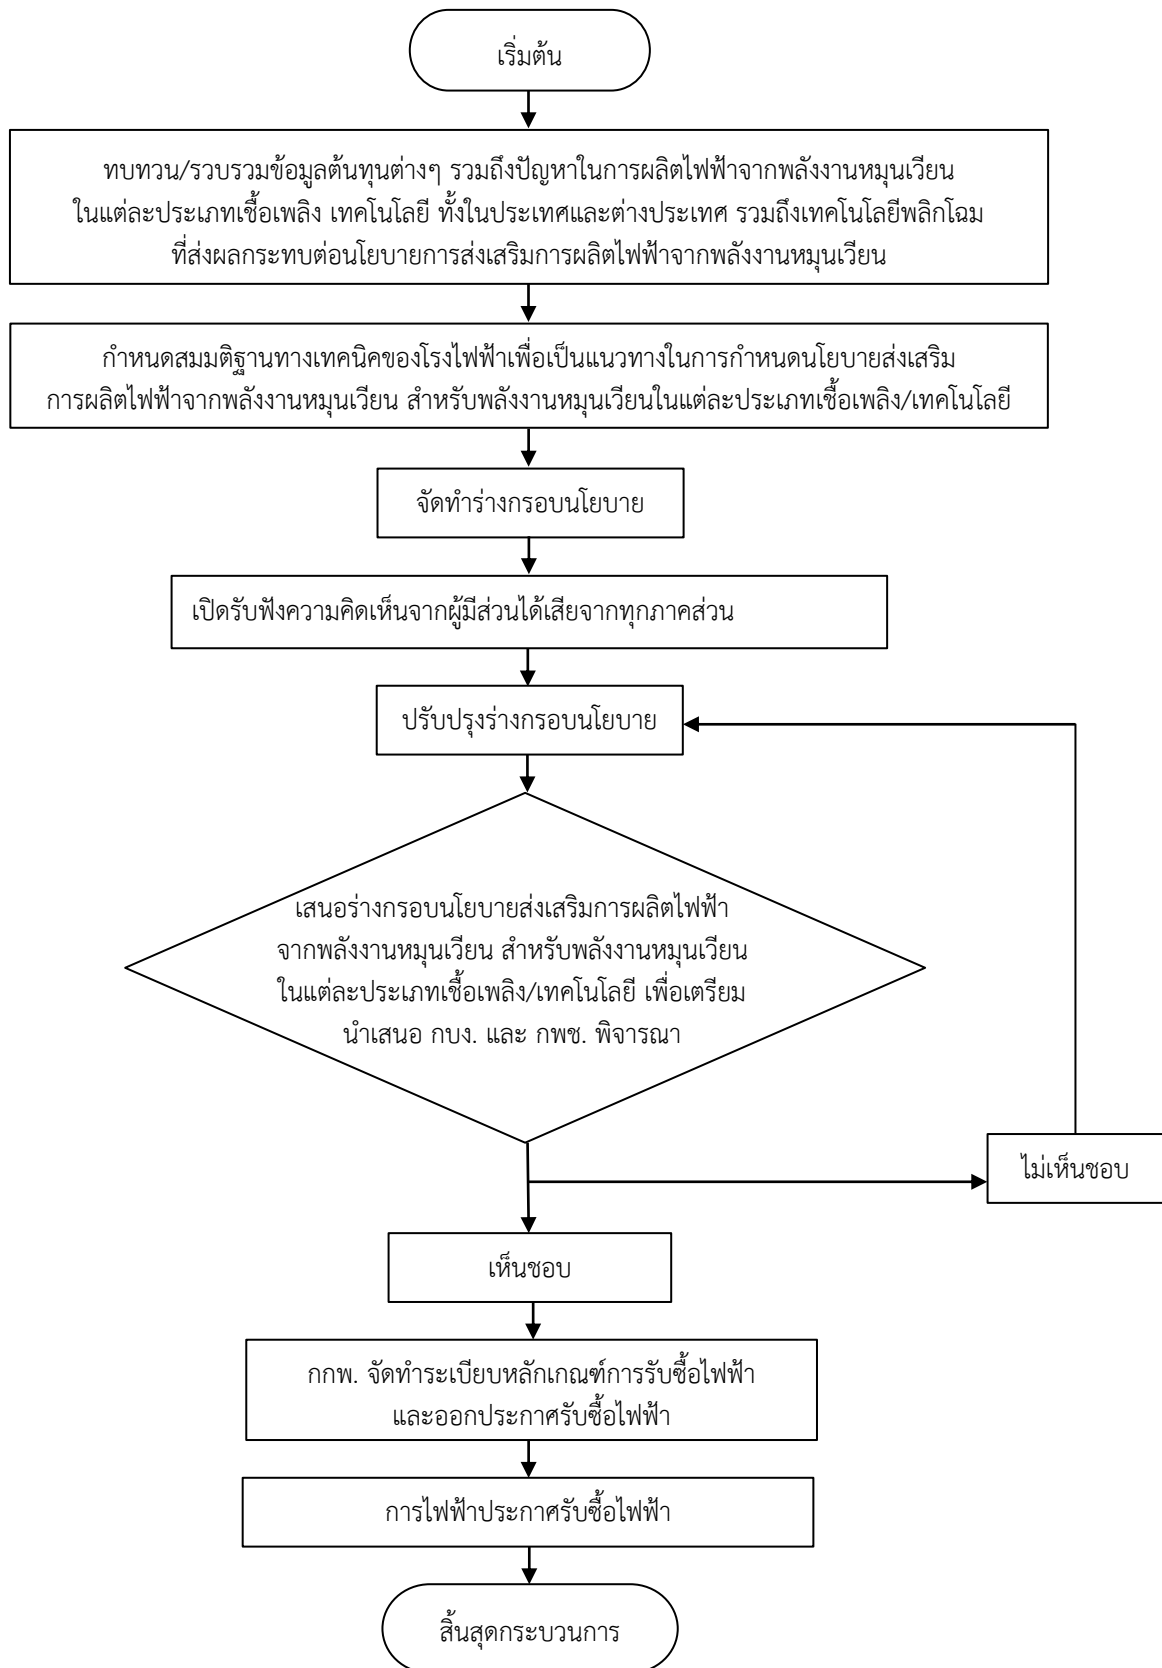 เริ่มต้น
ทบทวน/รวบรวมข้อมูลต้นทุนต่างๆ รวมถึงปัญหาในการผลิตไฟฟ้าจากพลังงานหมุนเวียน
ในแต่ละประเภทเชื้อเพลิง เทคโนโลยี ทั้งในประเทศและต่างประเทศ รวมถึงเทคโนโลยีพลิกโฉม
ที่ส่งผลกระทบต่อนโยบายการส่งเสริมการผลิตไฟฟ้าจากพลังงานหมุนเวียน
กำหนดสมมติฐานทางเทคนิคของโรงไฟฟ้าเพื่อเป็นแนวทางในการกำหนดนโยบายส่งเสริม
การผลิตไฟฟ้าจากพลังงานหมุนเวียน สำหรับพลังงานหมุนเวียนในแต่ละประเภทเชื้อเพลิง/เทคโนโลยี
จัดทำร่างกรอบนโยบาย
เปิดรับฟังความคิดเห็นจากผู้มีส่วนได้เสียจากทุกภาคส่วน
ปรับปรุงร่างกรอบนโยบาย
เสนอร่างกรอบนโยบายส่งเสริมการผลิตไฟฟ้า
จากพลังงานหมุนเวียน สำหรับพลังงานหมุนเวียน
ในแต่ละประเภทเชื้อเพลิง/เทคโนโลยี เพื่อเตรียม
นำเสนอ กบง. และ กพช. พิจารณา
ไม่เห็นชอบ
เห็นชอบ
กกพ. จัดทำระเบียบหลักเกณฑ์การรับซื้อไฟฟ้า
และออกประกาศรับซื้อไฟฟ้า
การไฟฟ้าประกาศรับซื้อไฟฟ้า
สิ้นสุดกระบวนการ